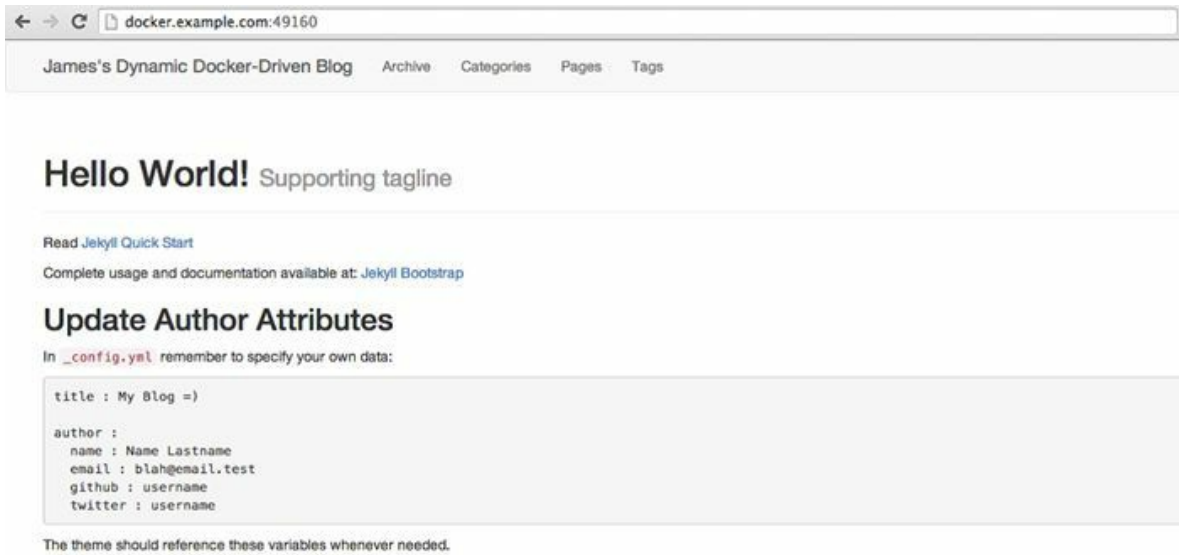 docker.example.com:49160
James's Dynamic Docker-Driven Blog Archive Categories Pages Tags
Hello World! Supporting tagline
Read Jekyll Quick Start
Complete usage and documentation available at: Jekyll Bootstrap
Update Author Attributes
In _config.yml remember to specify your own data:
title : My Blog =)
author :
name : Name Lastname
email : blah@email.test
github : username
twitter : username
The theme should reference these variables whenever needed.